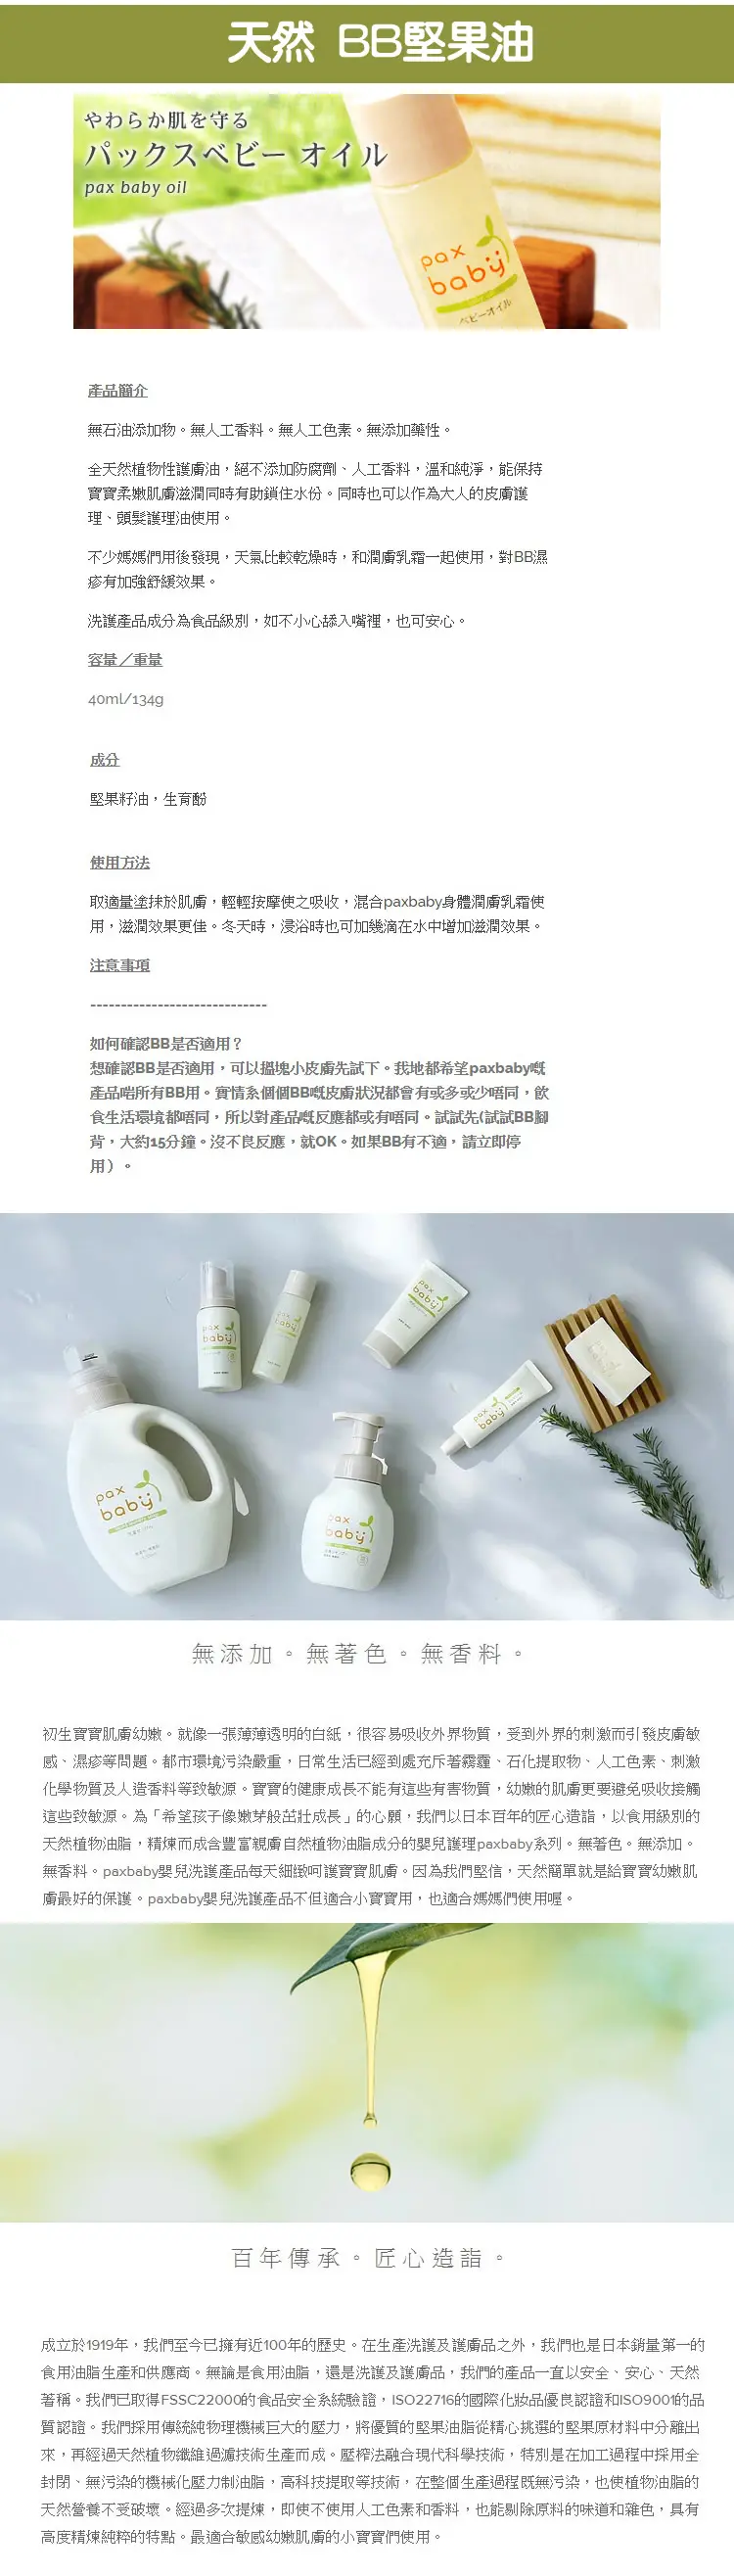 天然 BB堅果油
やわらか肌を守る
パックスベビー オイル
pax baby oil
pax
baby
ベビーオイル
產品簡介
無石油添加物。無人工香料。無人工色素。無添加藥性。
全天然植物性護膚油，絕不添加防腐劑、人工香料，溫和純淨，能保持
寶寶柔嫩肌膚滋潤同時有助鎖住水份。同時也可以作為大人的皮膚護
理、頭髮護理油使用。
不少媽媽們用後發現，天氣比較乾燥時，和潤膚乳霜一起使用，對BB濕
疹有加強舒緩效果。
洗護產品成分為食品級別，如不小心舔入嘴裡，也可安心。
容量／重量
40ml/134g
成分
堅果籽油，生育酚
使用方法
取適量塗抹於肌膚，輕輕按摩使之吸收，混合paxbaby身體潤膚乳霜使
用，滋潤效果更佳。冬天時，浸浴時也可加幾滴在水中增加滋潤效果。
注意事項
-----------------------------
如何確認BB是否適用？
想確認BB是否適用，可以搵塊小皮膚先試下。我地都希望paxbaby嘅
產品啱所有BB用。實情系個個BB嘅皮膚狀況都會有或多或少唔同，飲
食生活環境都唔同，所以對產品嘅反應都或有唔同。試試先(試試BB腳
背，大約15分鐘。沒不良反應，就OK。如果BB有不適，請立即停
用）。
pax
baby
pax
baby
pax
baby
pax
baby
pax
baby
pax
baby
無添加。無著色。無香料。
初生寶寶肌膚幼嫩。就像一張薄薄透明的白紙，很容易吸收外界物質，受到外界的刺激而引發皮膚敏
感、濕疹等問題。都市環境污染嚴重，日常生活已經到處充斥著霧霾、石化提取物、人工色素、刺激
化學物質及人造香料等致敏源。寶寶的健康成長不能有這些有害物質，幼嫩的肌膚更要避免吸收接觸
這些致敏源。為「希望孩子像嫩芽般茁壯成長」的心願，我們以日本百年的匠心造詣，以食用級別的
天然植物油脂，精煉而成含豐富親膚自然植物油脂成分的嬰兒護理paxbaby系列。無著色。無添加。
無香料。paxbaby嬰兒洗護產品每天細緻呵護寶寶肌膚。因為我們堅信，天然簡單就是給寶寶幼嫩肌
膚最好的保護。paxbaby嬰兒洗護產品不但適合小寶寶用，也適合媽媽們使用喔。
百年傳承。匠心造詣。
成立於1919年，我們至今已擁有近100年的歷史。在生產洗護及護膚品之外，我們也是日本銷量第一的
食用油脂生產和供應商。無論是食用油脂，還是洗護及護膚品，我們的產品一直以安全、安心、天然
著稱。我們已取得FSSC22000的食品安全系統驗證，ISO22716的國際化妝品優良認證和ISO9001的品
質認證。我們採用傳統純物理機械巨大的壓力，將優質的堅果油脂從精心挑選的堅果原材料中分離出
來，再經過天然植物纖維過濾技術生產而成。壓榨法融合現代科學技術，特別是在加工過程中採用全
封閉、無污染的機械化壓力制油脂，高科技提取等技術，在整個生產過程既無污染，也使植物油脂的
天然營養不受破壞。經過多次提煉，即使不使用人工色素和香料，也能剔除原料的味道和雜色，具有
高度精煉純粹的特點。最適合敏感幼嫩肌膚的小寶寶們使用。